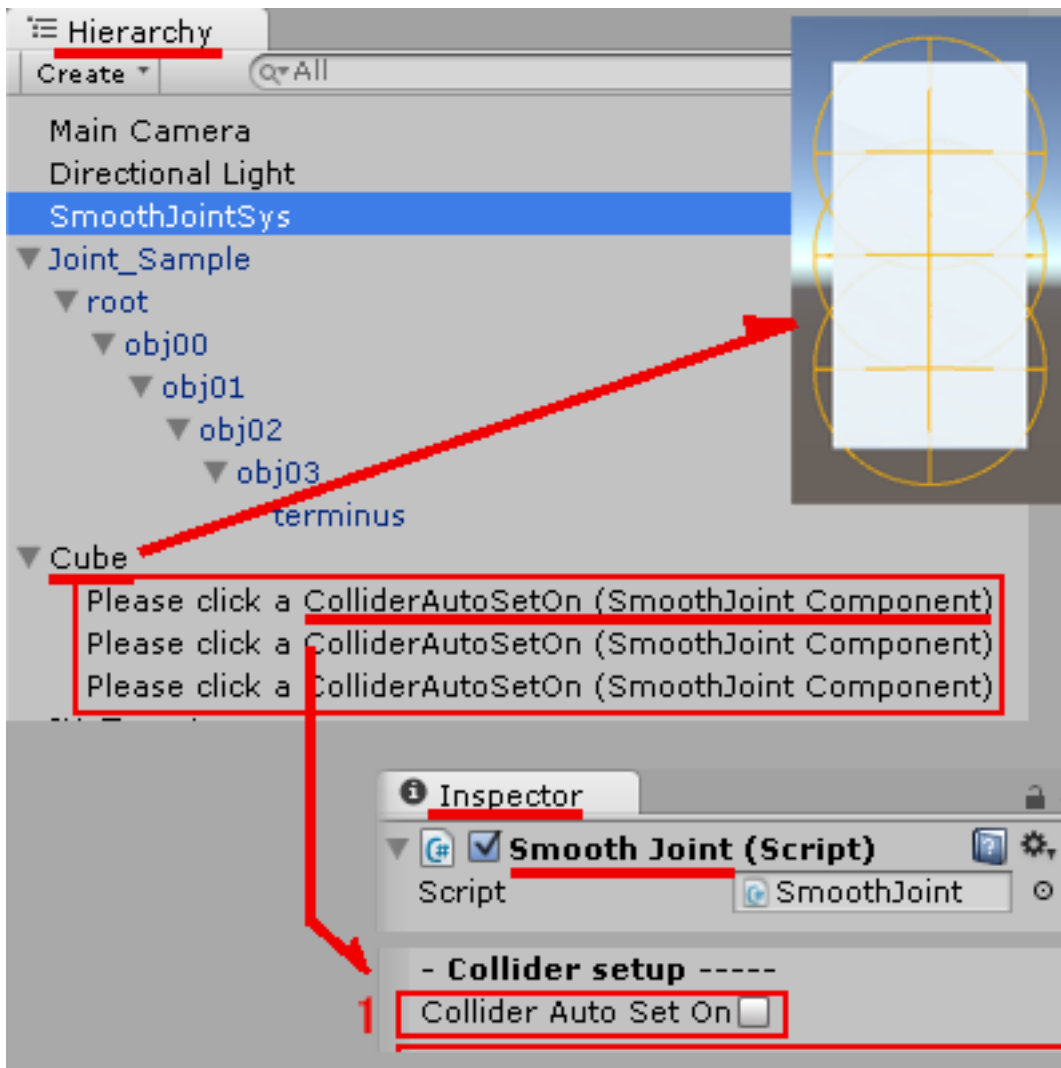 Hierarchy
Create
All
Main Camera
Directional Light
SmoothJointSys
Joint_Sample
root
obj00
obj01
obj02
obj03
terminus
Cube
Please click a ColliderAutoSetOn (SmoothJoint Component)
Please click a ColliderAutoSetOn (SmoothJoint Component)
Please click a ColliderAutoSetOn (SmoothJoint Component)
Inspector
Smooth Joint (Script)
Script SmoothJoint
- Collider setup -----
1 Collider Auto Set On